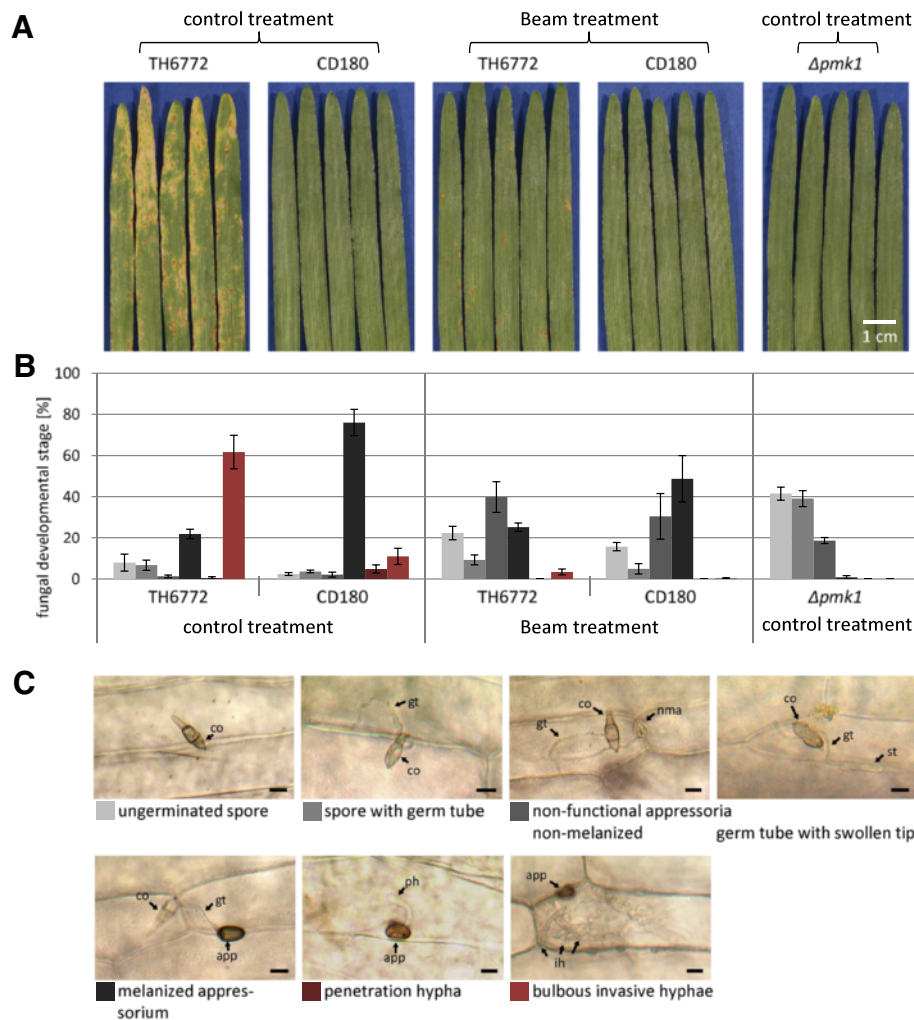 A
control treatment
Beam treatment
control treatment
TH6772
CD180
TH6772
CD180
Δpmk1
1 cm
B
fungal developmental stage [%]
100
80
60
40
20
0
TH6772
CD180
TH6772
CD180
Δpmk1
control treatment
Beam treatment
control treatment
C
co
gt
co
co
nma
gt
co
gt
st
ungerminated spore
spore with germ tube
non-functional appressoria
non-melanized
germ tube with swollen tip
co
gt
app
ph
app
app
ih
melanized appres-
sorium
penetration hypha
bulbous invasive hyphae